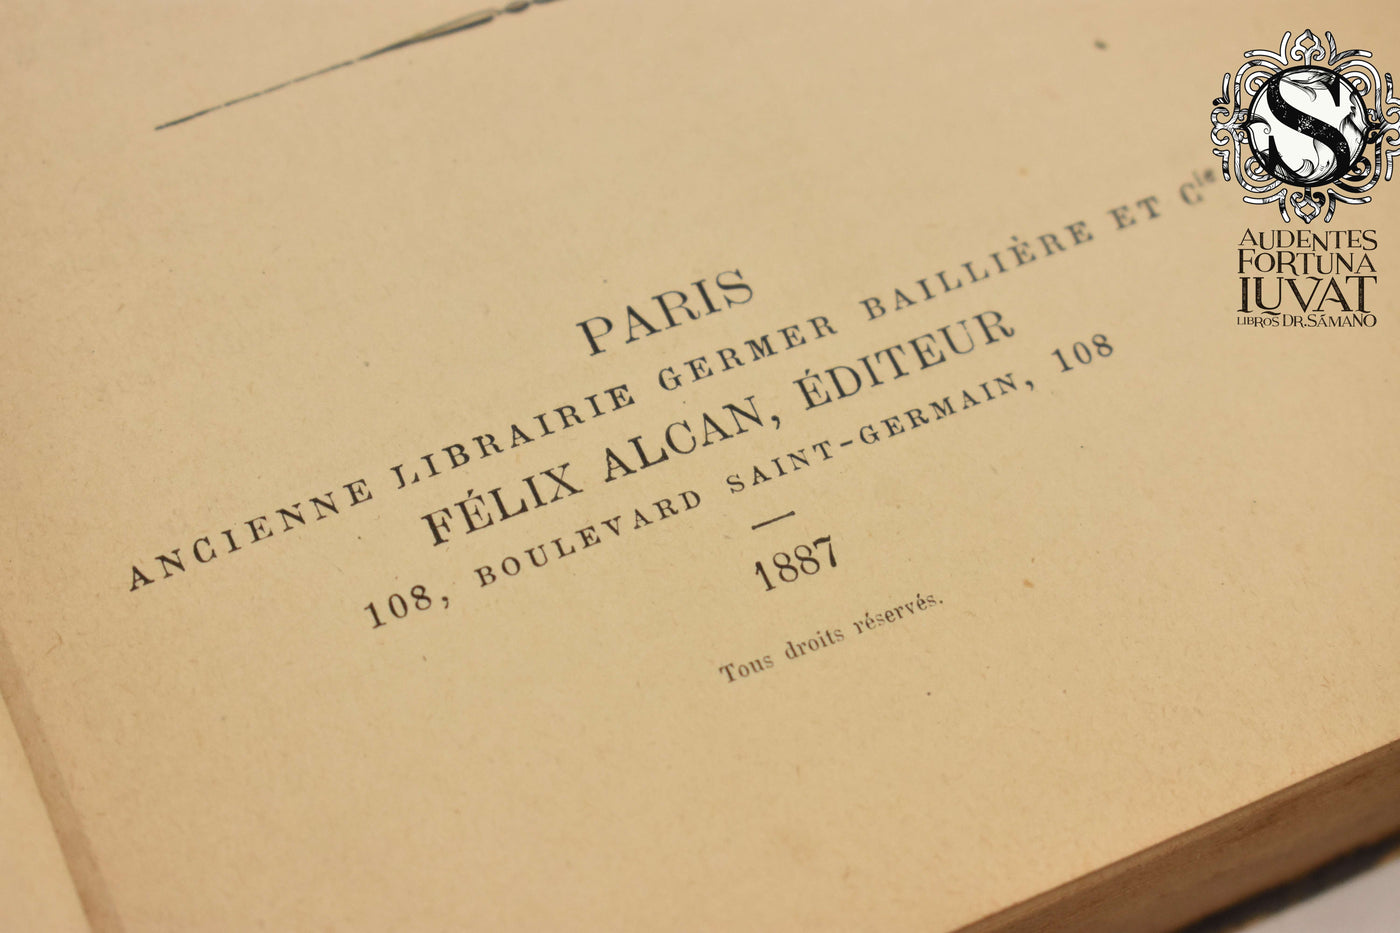 PARIS
ANCIENNE LIBRAIRIE GERMER BAILLIÈRE ET Cie
FÉLIX ALCAN, ÉDITEUR
108, BOULEVARD SAINT-GERMAIN, 108
1887
Tous droits réservés.
S
AUDENTES
FORTUNA
IUVAT
LIBROS DR. SÁMANO